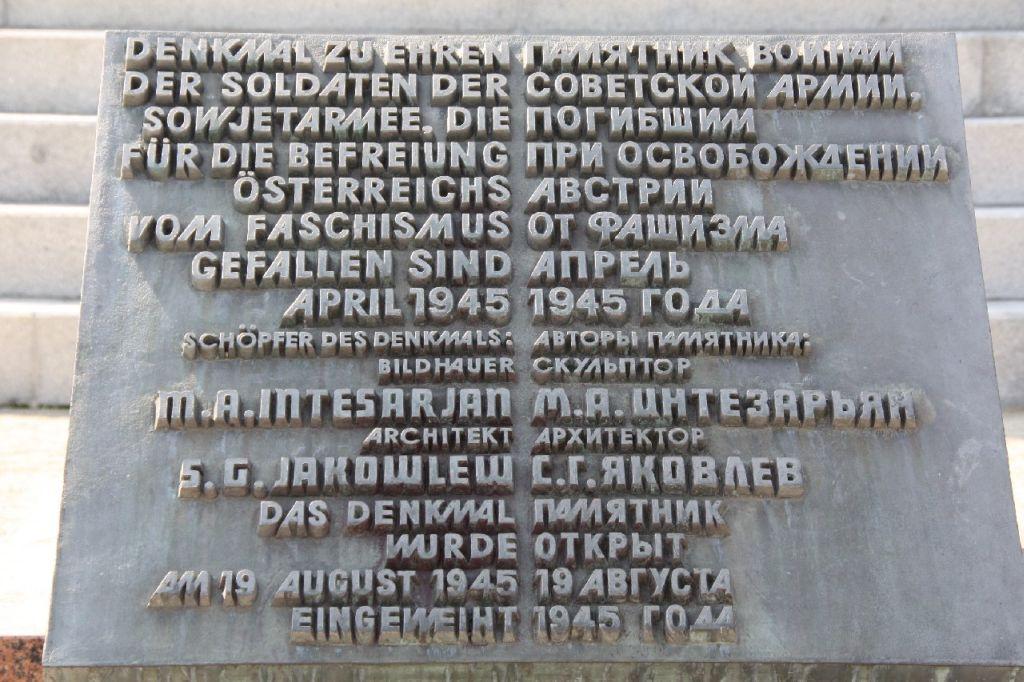 DENKMAL ZU EHREN ПАМЯТНИК ВОИНАМ
DER SOLDATEN DER СОВЕТСКОЙ АРМИИ,
SOWJETARMEE, DIE ПОГИБШИМ
FÜR DIE BEFREIUNG ПРИ ОСВОБОЖДЕНИИ
ÖSTERREICHS АВСТРИИ
VOM FASCHISMUS ОТ ФАШИЗМА
GEFALLEN SIND АПРЕЛЬ
APRIL 1945 1945 ГОДА
SCHÖPFER DES DENKMALS: АВТОРЫ ПАМЯТНИКА:
BILDHAUER СКУЛЬПТОР
M.A.INTESARJAN М.А.ИНТЕЗАРЬЯН
ARCHITEKT АРХИТЕКТОР
S.G.JAKOWLEW С.Г.ЯКОВЛЕВ
DAS DENKMAL ПАМЯТНИК
WURDE ОТКРЫТ
AM 19 AUGUST 1945 19 АВГУСТА
EINGEWEIHT 1945 ГОДА